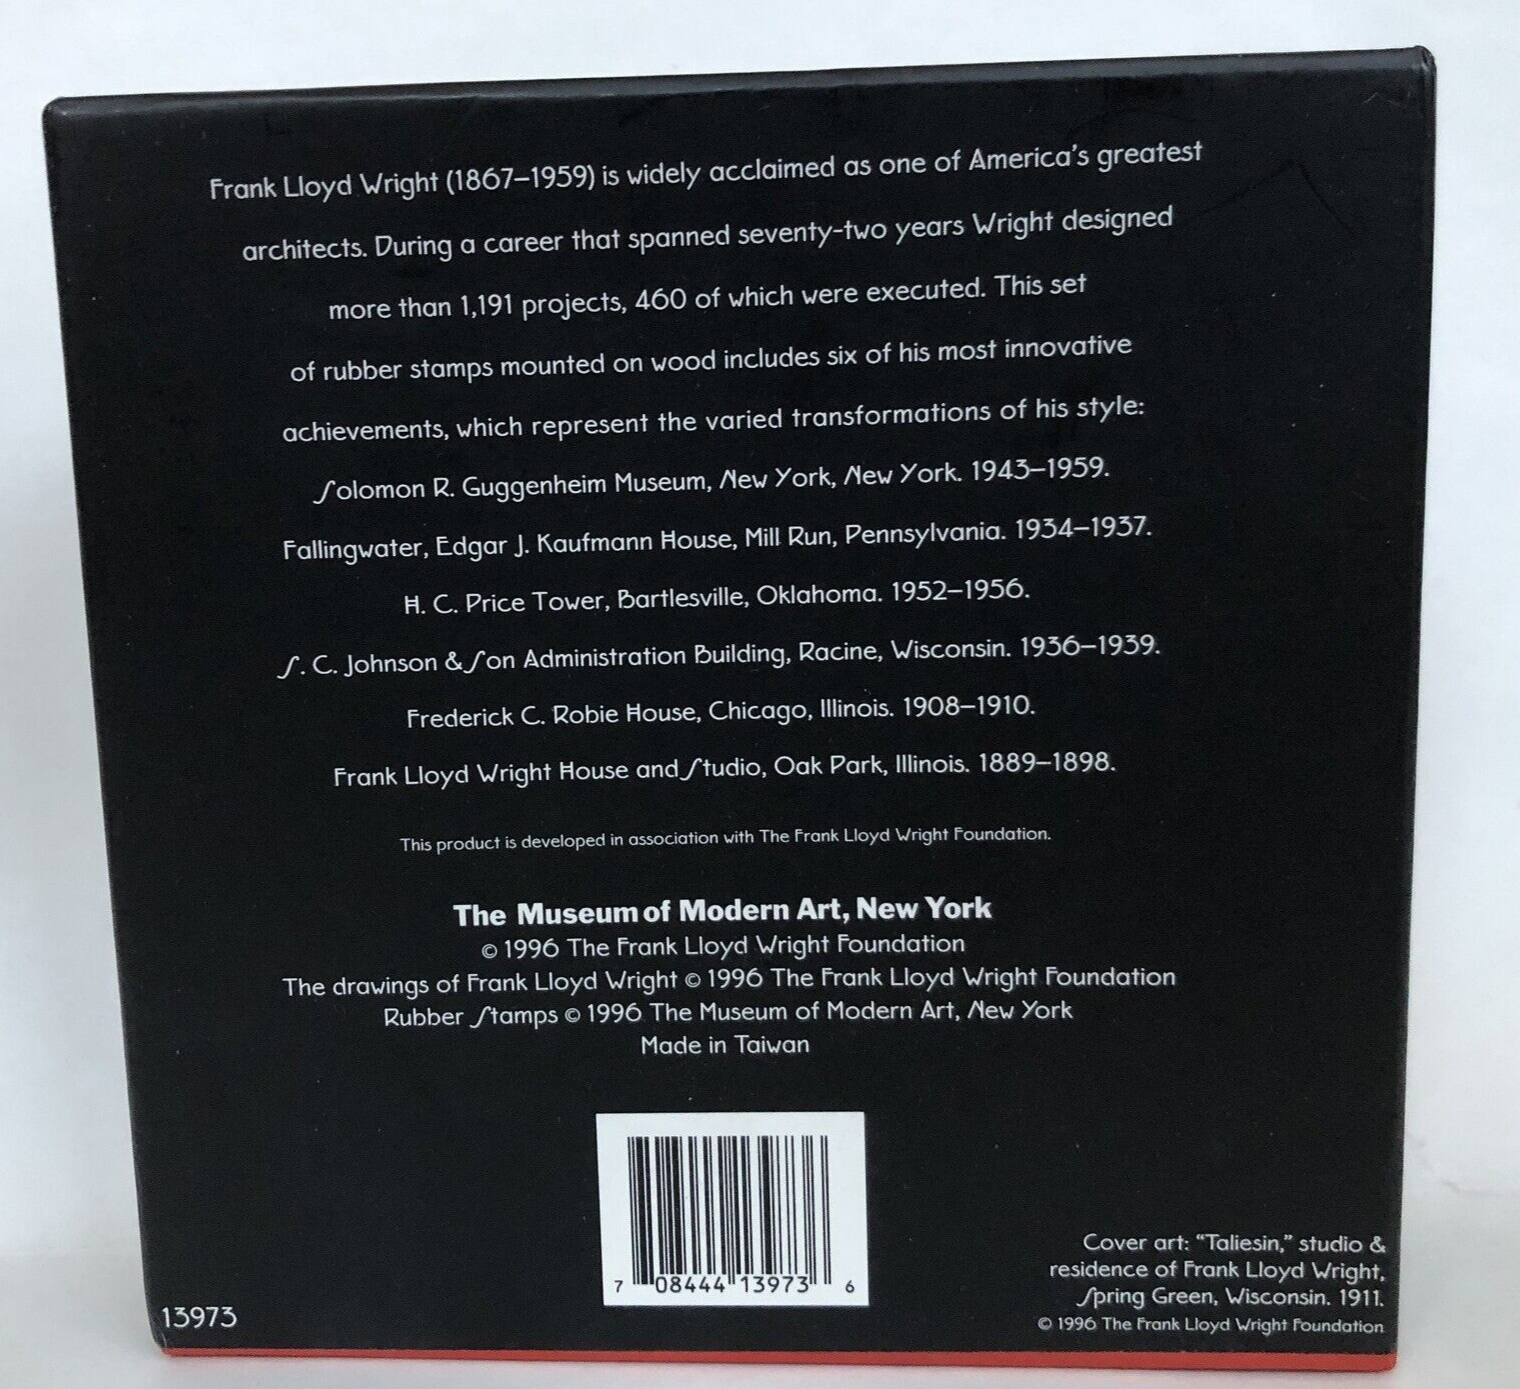 Frank Lloyd Wright (1867–1959) is widely acclaimed as one of America's greatest
architects. During a career that spanned seventy-two years Wright designed
more than 1,191 projects, 460 of which were executed. This set
of rubber stamps mounted on wood includes six of his most innovative
achievements, which represent the varied transformations of his style:
Solomon R. Guggenheim Museum, New York, New York. 1943–1959.
Fallingwater, Edgar J. Kaufmann House, Mill Run, Pennsylvania. 1934–1937.
H. C. Price Tower, Bartlesville, Oklahoma. 1952–1956.
S. C. Johnson & Son Administration Building, Racine, Wisconsin. 1936–1939.
Frederick C. Robie House, Chicago, Illinois. 1908–1910.
Frank Lloyd Wright House and Studio, Oak Park, Illinois. 1889–1898.
This product is developed in association with The Frank Lloyd Wright Foundation.
The Museum of Modern Art, New York
© 1996 The Frank Lloyd Wright Foundation
The drawings of Frank Lloyd Wright © 1996 The Frank Lloyd Wright Foundation
Rubber Stamps © 1996 The Museum of Modern Art, New York
Made in Taiwan
7 08444 13973 6
13973
Cover art: “Taliesin,” studio &
residence of Frank Lloyd Wright,
Spring Green, Wisconsin. 1911.
© 1996 The Frank Lloyd Wright Foundation